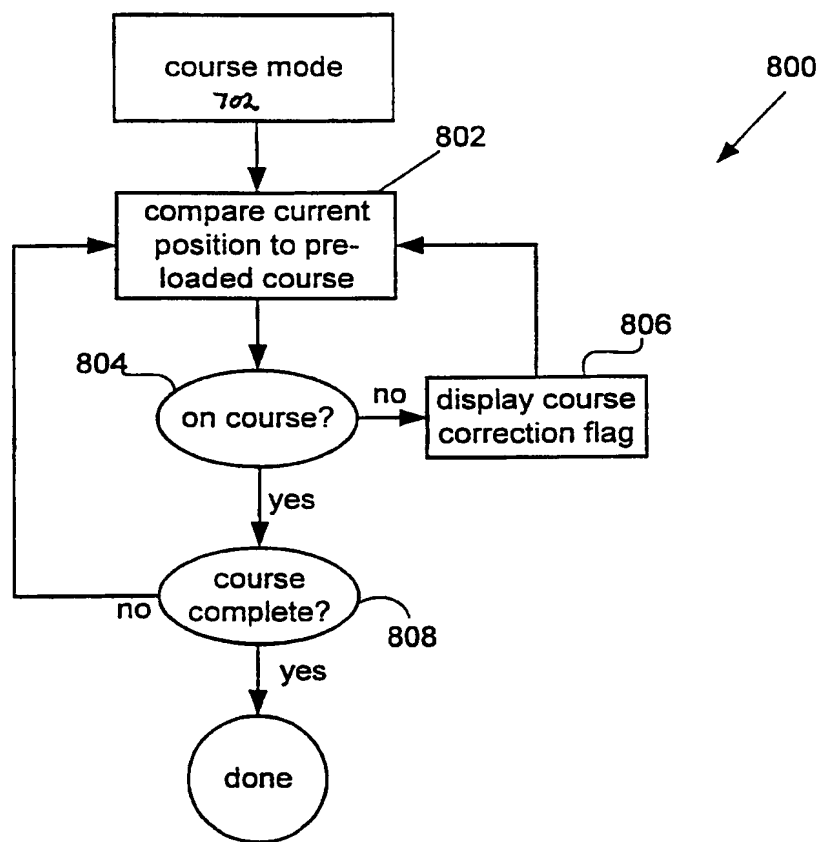 course mode
702
800
802
compare current
position to pre-
loaded course
804
on course?
no
806
display course
correction flag
yes
course
complete?
no
808
yes
done